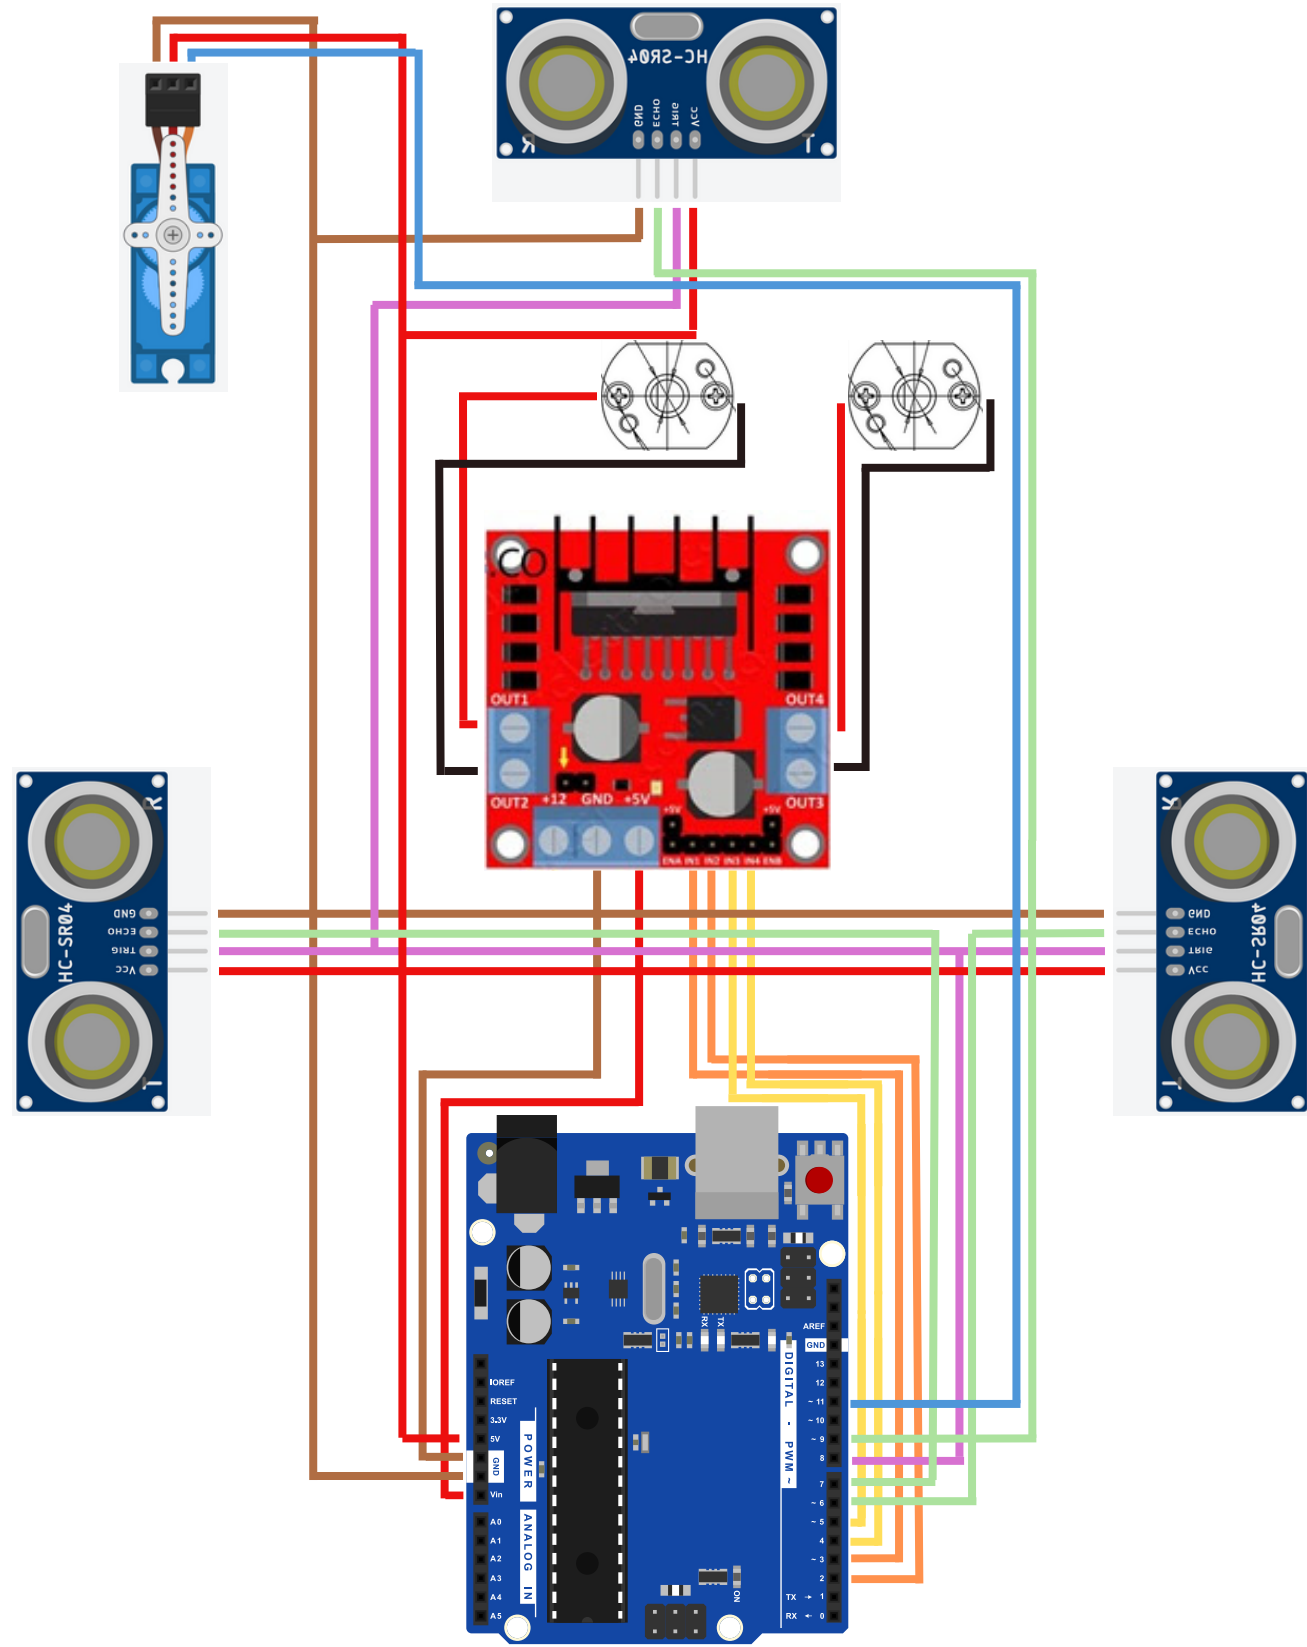 HC-SR04
GND
ECHO
TRIG
VCC
R
T
.co
OUT1
OUT4
OUT2
OUT3
+12
GND
+5V
+5V
+5V
ENA
IN1
IN2
IN3
IN4
ENB
R
GND
ECHO
TRIG
VCC
HC-SR04
T
R
GND
ECHO
TRIG
VCC
HC-SR04
T
RX
TX
AREF
GND
13
12
~ 11
~ 10
~ 9
8
7
~ 6
~ 5
4
~ 3
2
TX → 1
RX ← 0
DIGITAL - PWM ~
IOREF
RESET
3.3V
5V
GND
Vin
POWER
A0
A1
A2
A3
A4
A5
ANALOG IN
ON